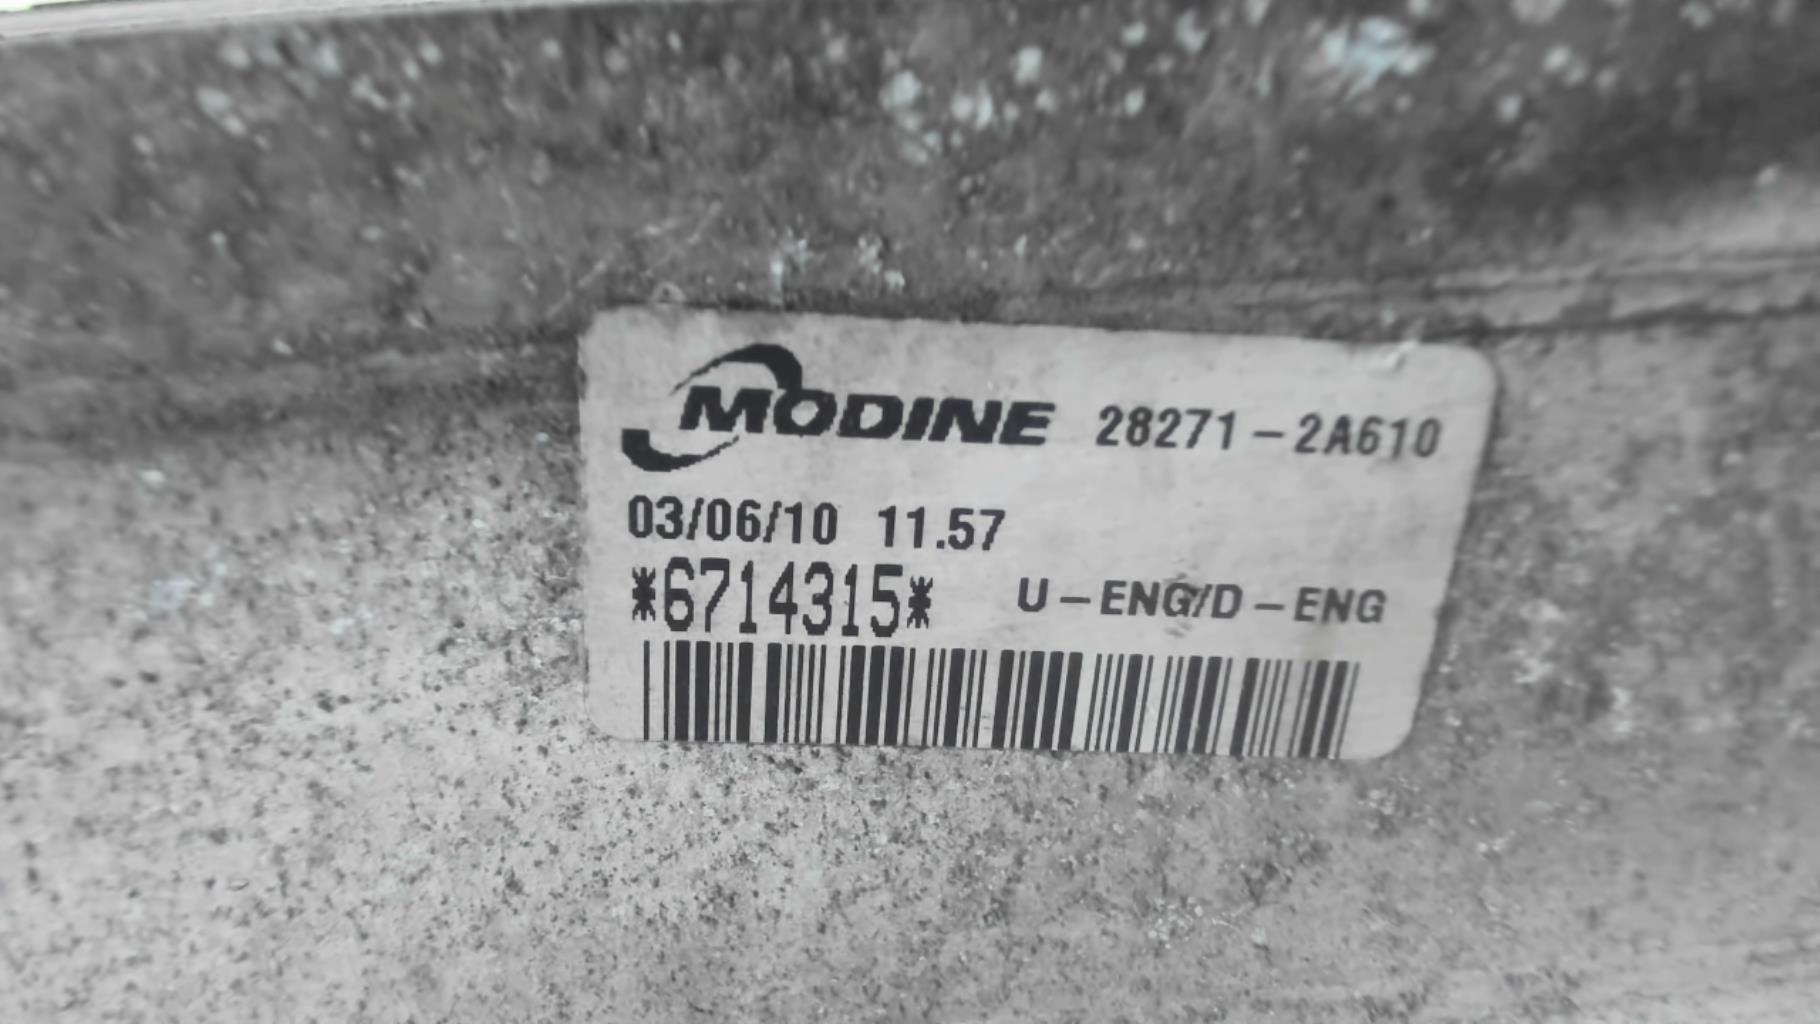 MODINE 28271-2A610
03/06/10 11.57
*6714315* U-ENG/D-ENG